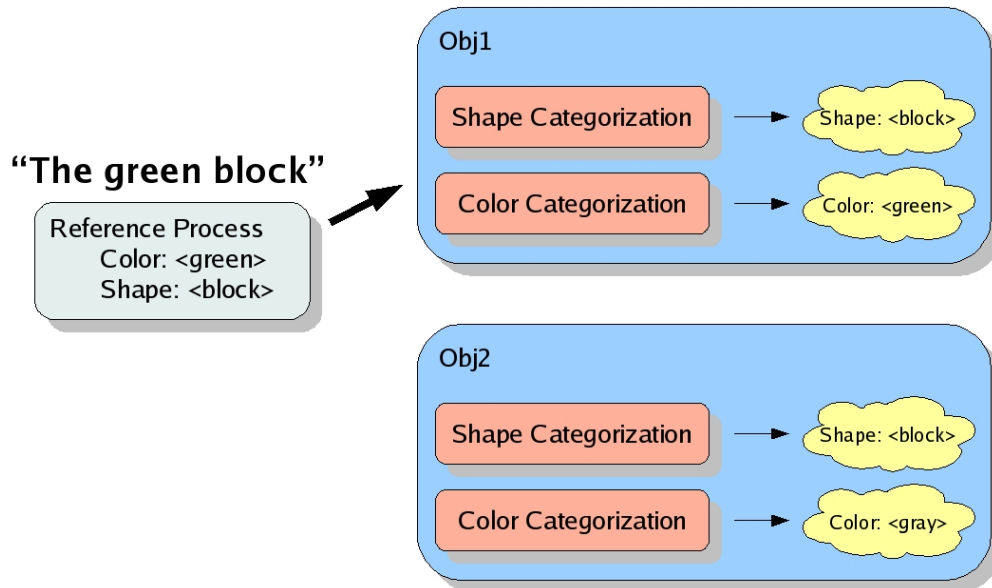 “The green block”
Reference Process
Color: <green>
Shape: <block>
Obj1
Shape Categorization
Shape: <block>
Color Categorization
Color: <green>
Obj2
Shape Categorization
Shape: <block>
Color Categorization
Color: <gray>